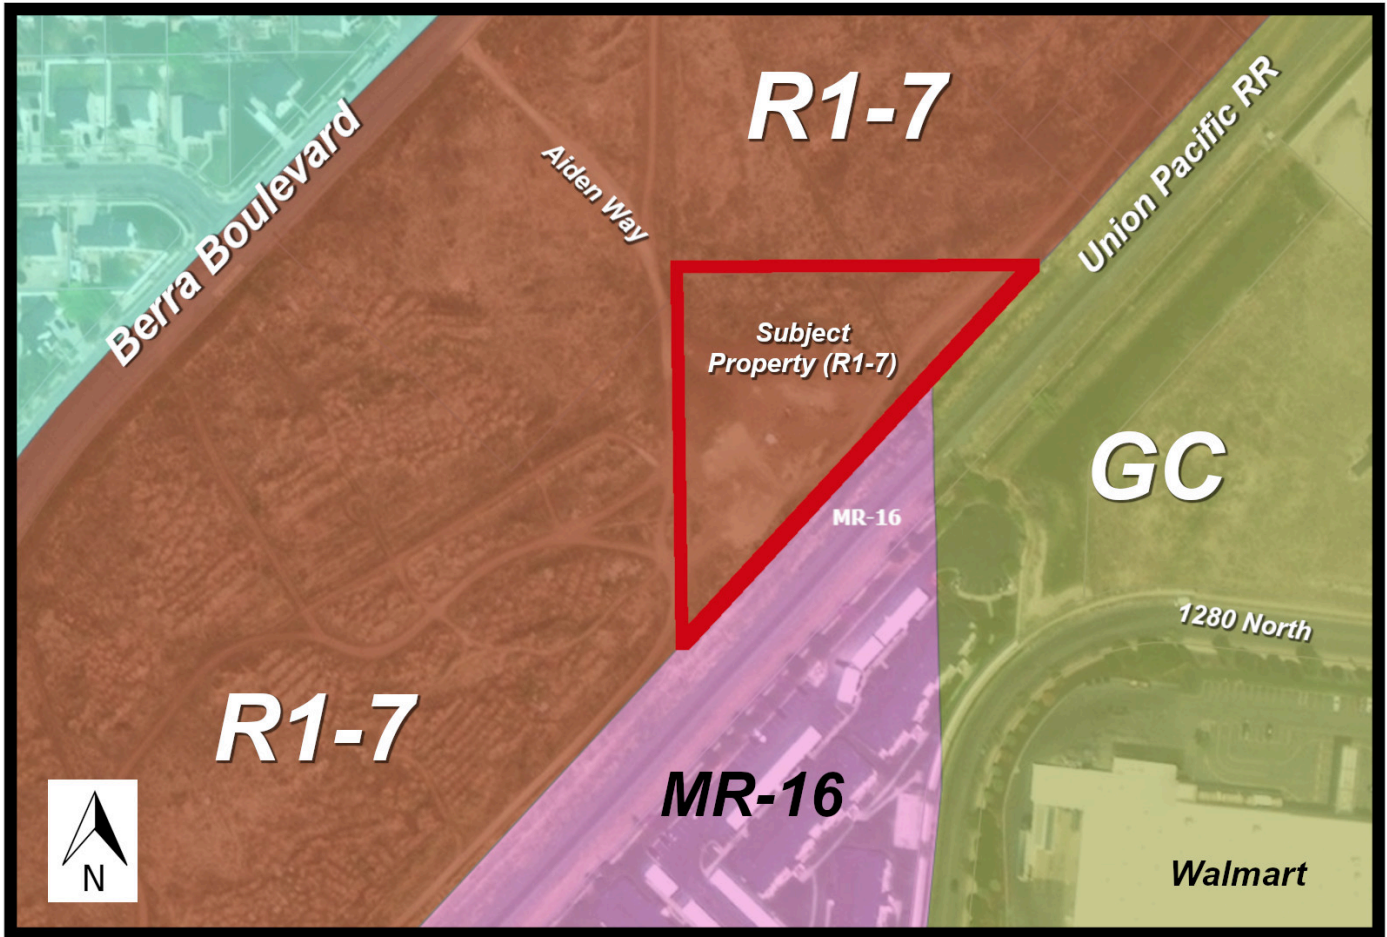 R1-7
Union Pacific RR
Berra Boulevard
Aiden Way
Subject
Property (R1-7)
GC
MR-16
1280 North
R1-7
MR-16
Walmart
N